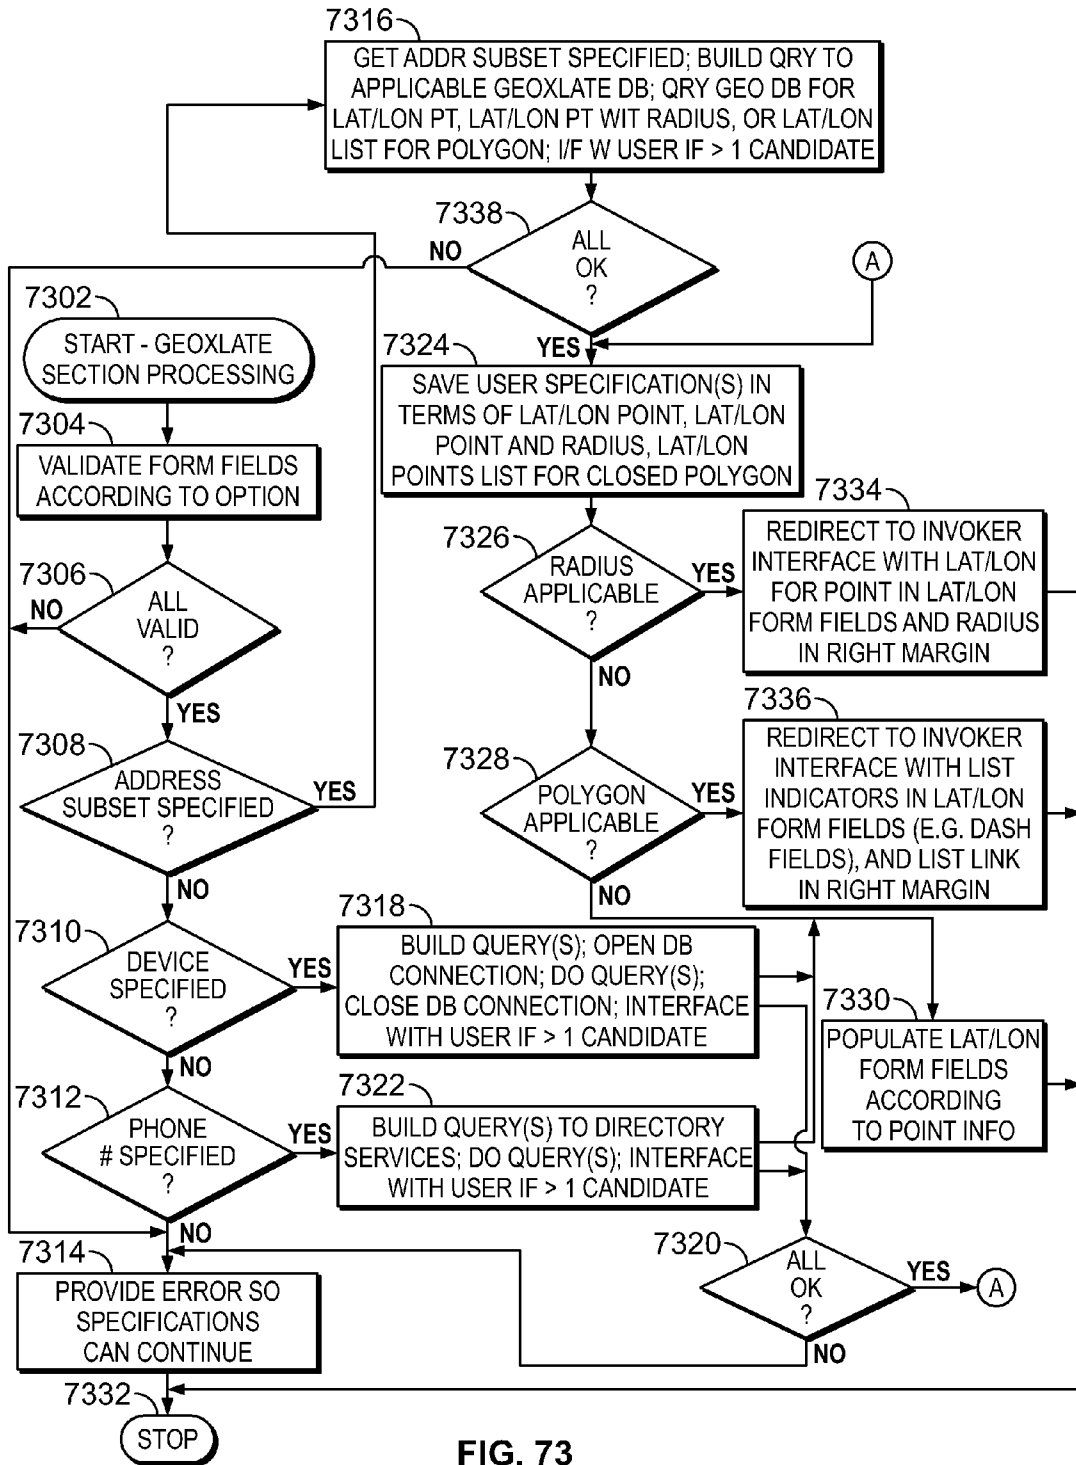 7316
GET ADDR SUBSET SPECIFIED; BUILD QRY TO
APPLICABLE GEOXLATE DB; QRY GEO DB FOR
LAT/LON PT, LAT/LON PT WIT RADIUS, OR LAT/LON
LIST FOR POLYGON; I/F W USER IF > 1 CANDIDATE
7338
ALL
OK
?
NO
YES
A
7302
START - GEOXLATE
SECTION PROCESSING
7304
VALIDATE FORM FIELDS
ACCORDING TO OPTION
7306
ALL
VALID
?
NO
YES
7308
ADDRESS
SUBSET SPECIFIED
?
YES
NO
7310
DEVICE
SPECIFIED
?
YES
NO
7312
PHONE
# SPECIFIED
?
YES
NO
7314
PROVIDE ERROR SO
SPECIFICATIONS
CAN CONTINUE
7332
STOP
7324
SAVE USER SPECIFICATION(S) IN
TERMS OF LAT/LON POINT, LAT/LON
POINT AND RADIUS, LAT/LON
POINTS LIST FOR CLOSED POLYGON
7326
RADIUS
APPLICABLE
?
YES
NO
7334
REDIRECT TO INVOKER
INTERFACE WITH LAT/LON
FOR POINT IN LAT/LON
FORM FIELDS AND RADIUS
IN RIGHT MARGIN
7328
POLYGON
APPLICABLE
?
YES
NO
7336
REDIRECT TO INVOKER
INTERFACE WITH LIST
INDICATORS IN LAT/LON
FORM FIELDS (E.G. DASH
FIELDS), AND LIST LINK
IN RIGHT MARGIN
7318
BUILD QUERY(S); OPEN DB
CONNECTION; DO QUERY(S);
CLOSE DB CONNECTION; INTERFACE
WITH USER IF > 1 CANDIDATE
7330
POPULATE LAT/LON
FORM FIELDS
ACCORDING
TO POINT INFO
7322
BUILD QUERY(S) TO DIRECTORY
SERVICES; DO QUERY(S); INTERFACE
WITH USER IF > 1 CANDIDATE
7320
ALL
OK
?
YES
A
NO
FIG. 73